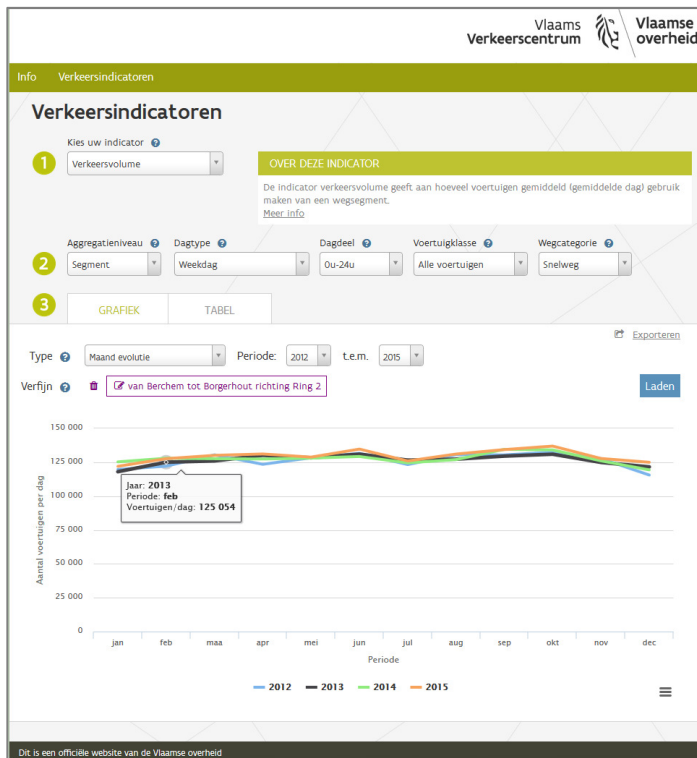 Vlaams
Verkeerscentrum
Vlaamse
overheid
Info Verkeersindicatoren
Verkeersindicatoren
Kies uw indicator ?
1 Verkeersvolume
OVER DEZE INDICATOR
De indicator verkeersvolume geeft aan hoeveel voertuigen gemiddeld (gemiddelde dag) gebruik
maken van een wegsegment.
Meer info
Aggregatieniveau ? Dagtype ? Dagdeel ? Voertuigklasse ? Wegcategorie ?
2 Segment Weekdag 0u-24u Alle voertuigen Snelweg
3 GRAFIEK TABEL
Exporteren
Type ? Maand evolutie Periode: 2012 t.e.m. 2015
Verfijn ? van Berchem tot Borgerhout richting Ring 2 Laden
Aantal voertuigen per dag
150 000
125 000
100 000
75 000
50 000
25 000
0
Jaar: 2013
Periode: feb
Voertuigen/dag: 125 054
jan feb maa apr mei jun jul aug sep okt nov dec
Periode
2012 2013 2014 2015
Dit is een officiële website van de Vlaamse overheid